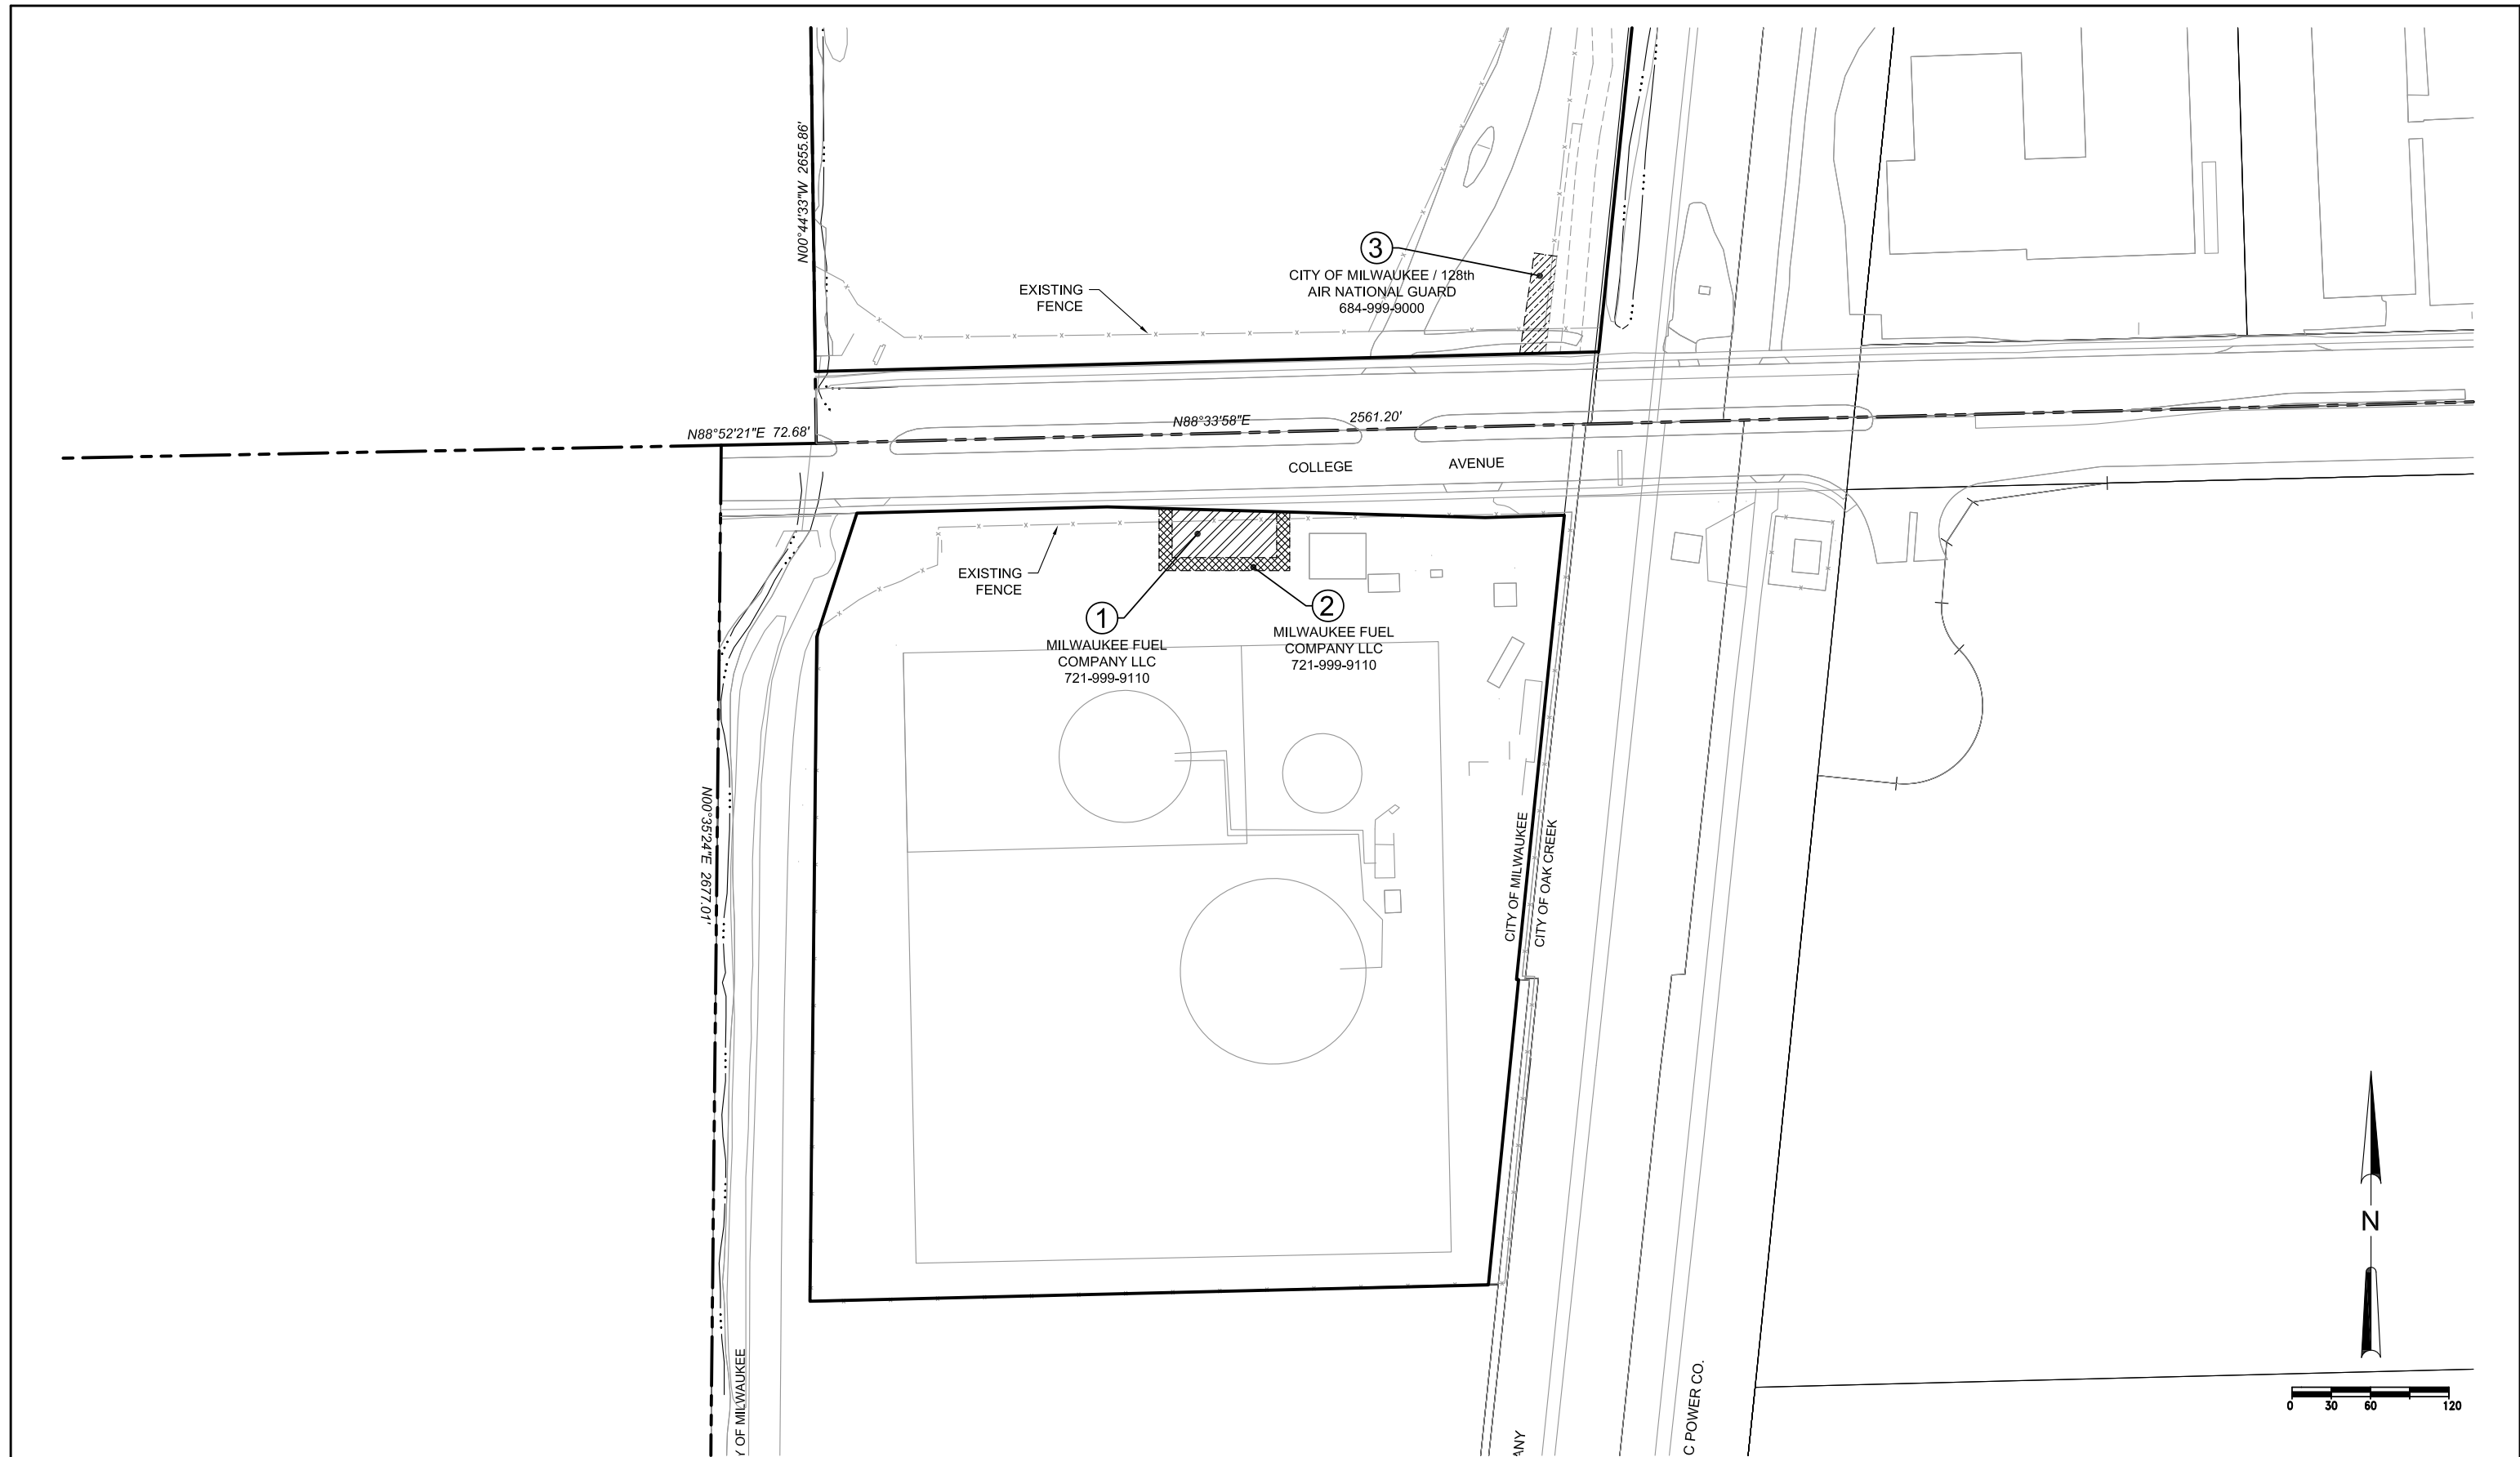 N00°44'33"W 2655.86'
3
CITY OF MILWAUKEE / 128th
AIR NATIONAL GUARD
684-999-9000
EXISTING
FENCE
N88°52'21"E 72.68'
N88°33'58"E 2561.20'
COLLEGE AVENUE
EXISTING
FENCE
1
MILWAUKEE FUEL
COMPANY LLC
721-999-9110
2
MILWAUKEE FUEL
COMPANY LLC
721-999-9110
N00°35'24"E 2677.01'
CITY OF MILWAUKEE
CITY OF OAK CREEK
N
0 30 60 120
Y OF MILWAUKEE
ANY
C POWER CO.